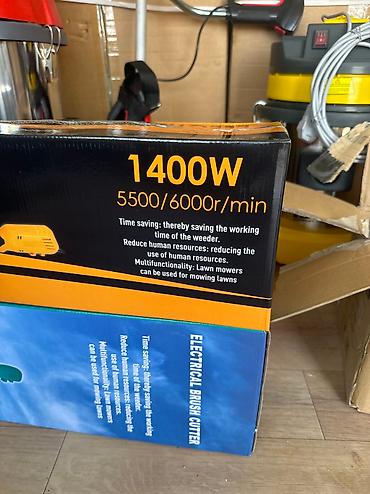 1400W
5500/6000r/min
Time saving: thereby saving the working
time of the weeder.
Reduce human resources: reducing the
use of human resources.
Multifunctionality: Lawn mowers
can be used for mowing lawns
ELECTRICAL BRUSH CUTTER
Time saving: thereby saving the working
time of the weeder.
Reduce human resources: reducing the
use of human resources.
Multifunctionality: Lawn mowers
can be used for mowing lawns